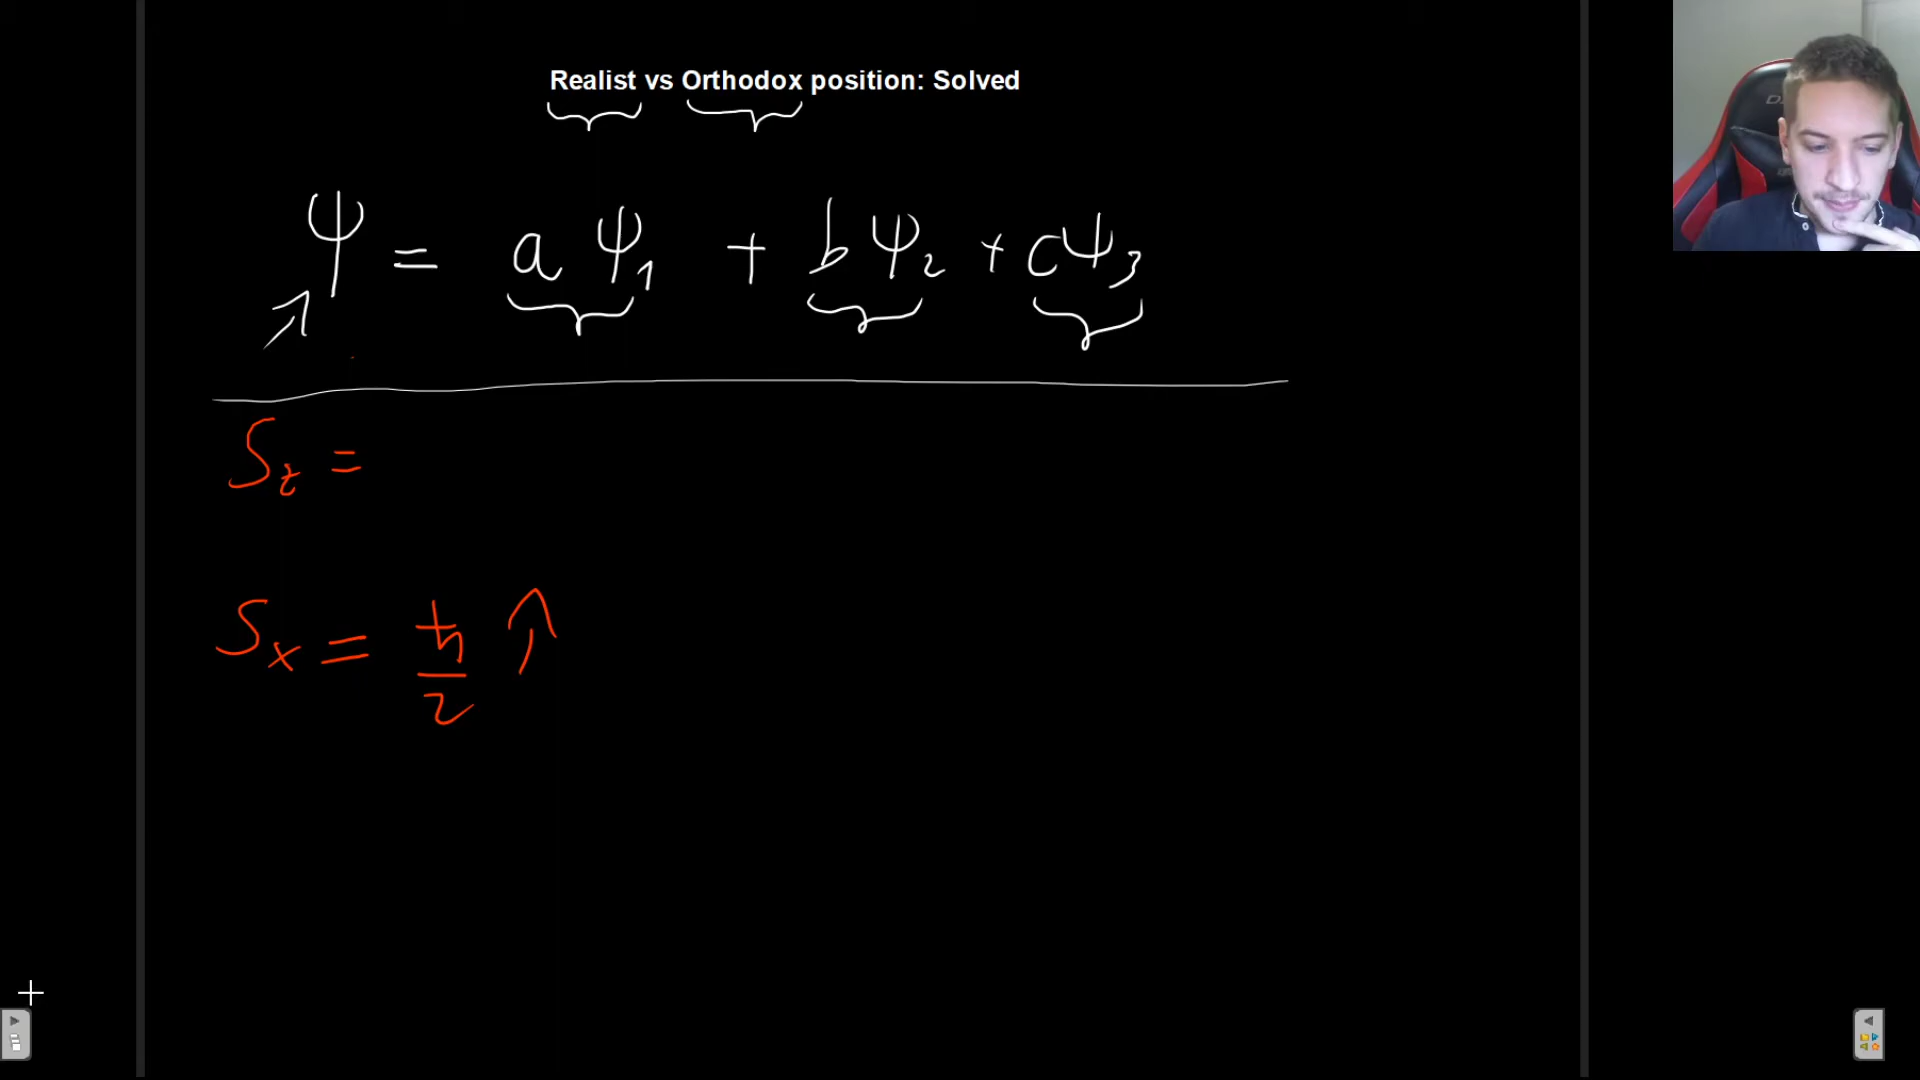 Realist vs Orthodox position: Solved
ψ = aψ₁ + bψ₂ + cψ₃
S_z =
S_x = ħ/2 ↑